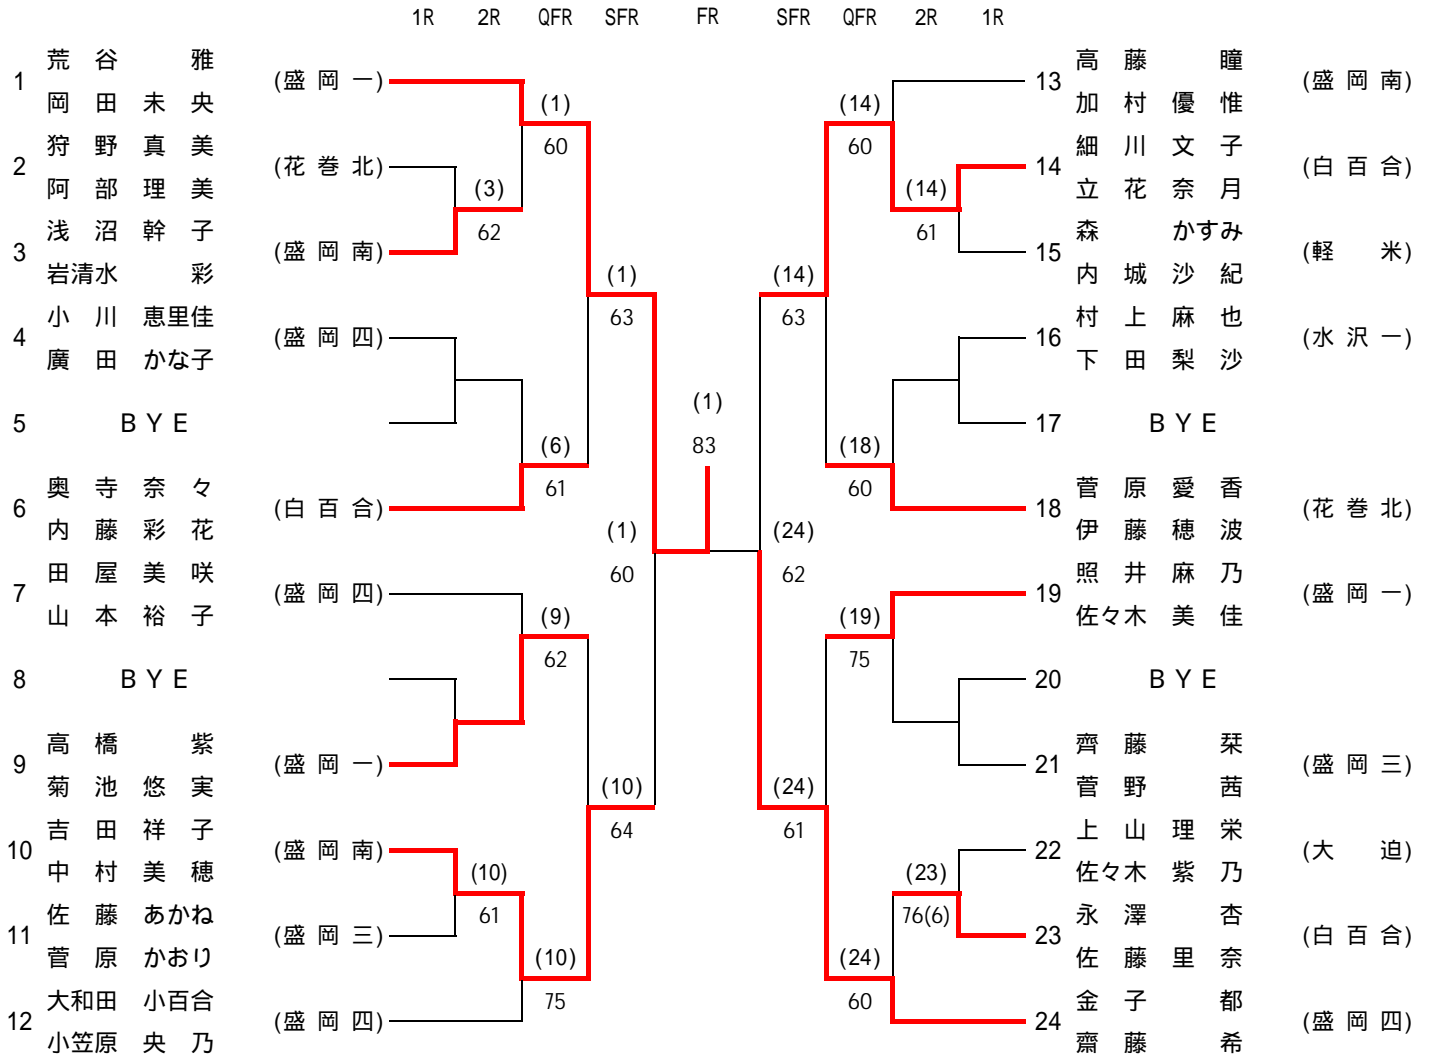 1R 2R QFR SFR FR SFR QFR 2R 1R
1 荒谷 雅 (盛岡一)
岡田未央
2 狩野真美 (花巻北)
阿部理美
3 浅沼幹子 (盛岡南)
岩清水 彩
4 小川 恵里佳 (盛岡四)
廣田 かな子
5 BYE
6 奥寺奈々 (白百合)
内藤彩花
7 田屋美咲 (盛岡四)
山本裕子
8 BYE
9 高橋 紫 (盛岡一)
菊池悠実
10 吉田祥子 (盛岡南)
中村美穂
11 佐藤 あかね (盛岡三)
菅原 かおり
12 大和田 小百合 (盛岡四)
小笠原 央乃
(3)
62
(10)
61
(1)
60
(6)
61
(9)
62
(10)
75
(1)
63
(10)
64
(1)
60
(1)
83
(24)
62
(14)
63
(24)
61
(14)
60
(18)
60
(19)
75
(24)
60
(14)
61
(23)
76(6)
13 高藤 瞳 (盛岡南)
加村優惟
14 細川文子 (白百合)
立花奈月
15 森 かすみ (軽米)
内城沙紀
16 村上麻也 (水沢一)
下田梨沙
17 BYE
18 菅原愛香 (花巻北)
伊藤穂波
19 照井麻乃 (盛岡一)
佐々木 美佳
20 BYE
21 齊藤 栞 (盛岡三)
菅野 茜
22 上山理栄 (大迫)
佐々木 紫乃
23 永澤 杏 (白百合)
佐藤里奈
24 金子 都 (盛岡四)
齋藤 希